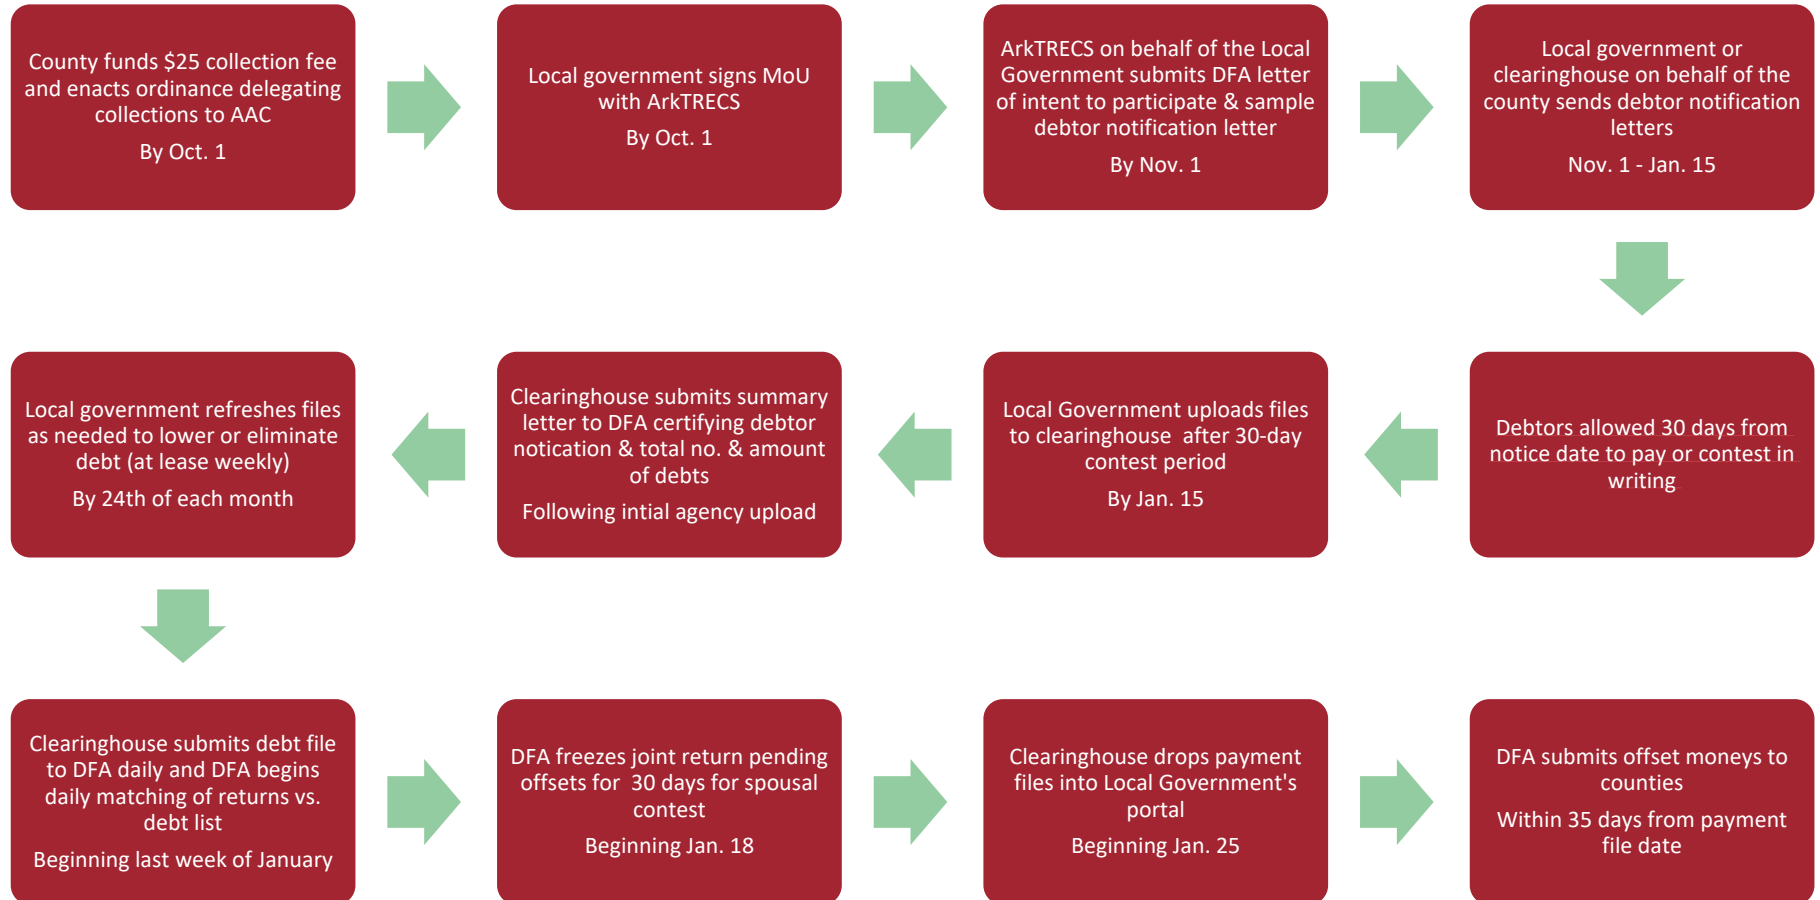 County funds $25 collection fee
and enacts ordinance delegating
collections to AAC
By Oct. 1
Local government signs MoU
with ArkTRECS
By Oct. 1
ArkTRECS on behalf of the Local
Government submits DFA letter
of intent to participate & sample
debtor notification letter
By Nov. 1
Local government or
clearinghouse on behalf of the
county sends debtor notification
letters
Nov. 1 - Jan. 15
Debtors allowed 30 days from
notice date to pay or contest in
writing
Local Government uploads files
to clearinghouse after 30-day
contest period
By Jan. 15
Clearinghouse submits summary
letter to DFA certifying debtor
notication & total no. & amount
of debts
Following intial agency upload
Local government refreshes files
as needed to lower or eliminate
debt (at lease weekly)
By 24th of each month
Clearinghouse submits debt file
to DFA daily and DFA begins
daily matching of returns vs.
debt list
Beginning last week of January
DFA freezes joint return pending
offsets for 30 days for spousal
contest
Beginning Jan. 18
Clearinghouse drops payment
files into Local Government's
portal
Beginning Jan. 25
DFA submits offset moneys to
counties
Within 35 days from payment
file date